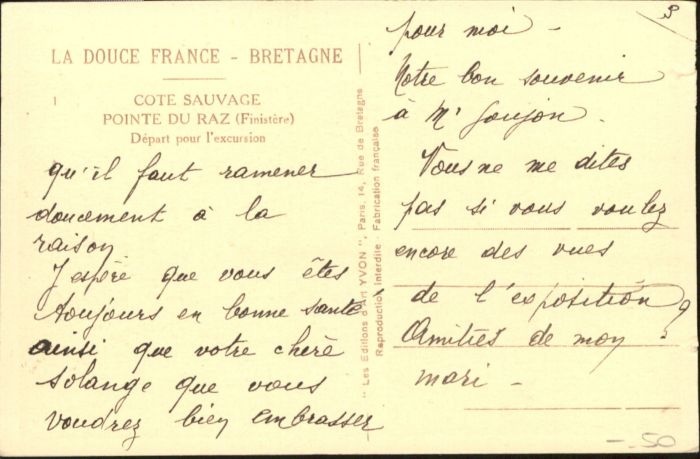 LA DOUCE FRANCE - BRETAGNE
1
COTE SAUVAGE
POINTE DU RAZ (Finistère)
Départ pour l'excursion
qu'il faut ramener
doucement à la
raison
J'espère que vous êtes
toujours en bonne santé
ainsi que votre chère
Solange que vous
voudrez bien embrasser
" Les Editions d'Art YVON ", Paris, 14, Rue de Bretagne
Reproduction Interdite - Fabrication française
pour moi -
Notre bon souvenir
à Mr Goujon.
Vous ne me dites
pas si vous voulez
encore des vues
de l'exposition ?
Amitiés de mon
mari -
-.50